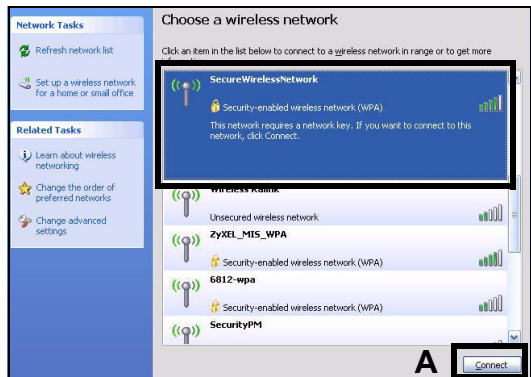 Network Tasks
Refresh network list
Set up a wireless network
for a home or small office
Related Tasks
Learn about wireless
networking
Change the order of
preferred networks
Change advanced
settings
Choose a wireless network
Click an item in the list below to connect to a wireless network in range or to get more
SecureWirelessNetwork
Security-enabled wireless network (WPA)
This network requires a network key. If you want to connect to this
network, click Connect.
Wireless Ralink
Unsecured wireless network
ZyXEL_MIS_WPA
Security-enabled wireless network (WPA)
6812-wpa
Security-enabled wireless network (WPA)
SecurityPM
A
Connect